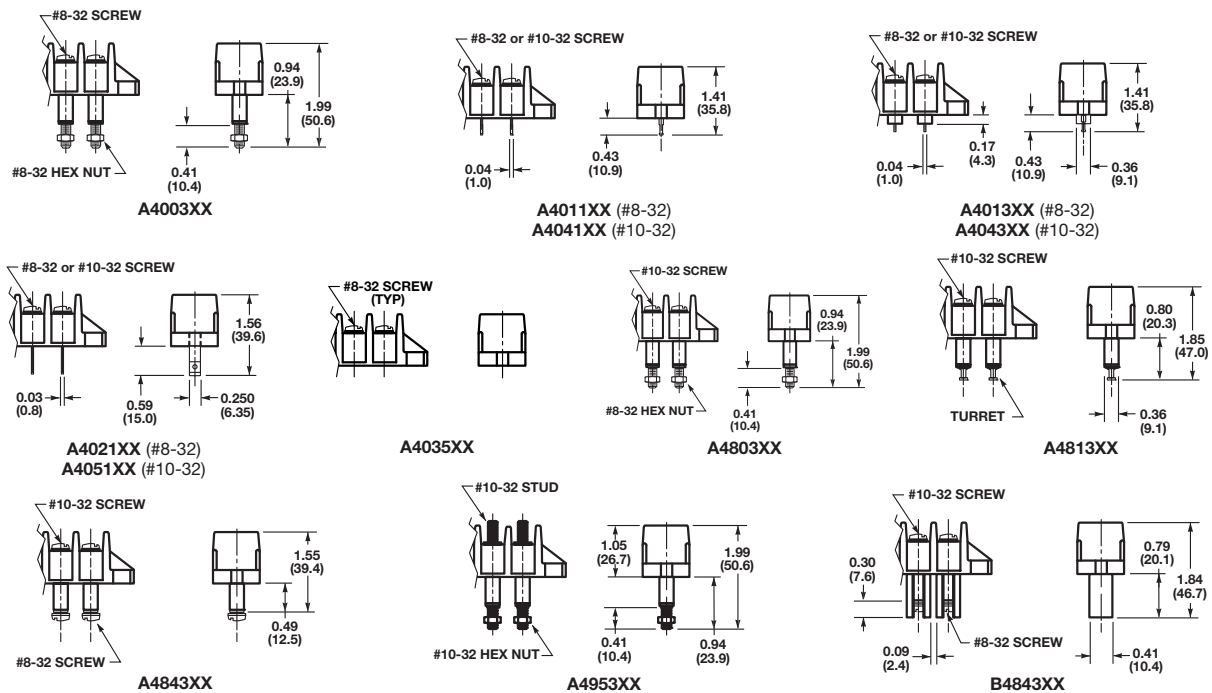 #8-32 SCREW
0.94
(23.9)
1.99
(50.6)
#8-32 HEX NUT
0.41
(10.4)
A4003XX
#8-32 or #10-32 SCREW
1.41
(35.8)
0.04
(1.0)
0.43
(10.9)
A4011XX (#8-32)
A4041XX (#10-32)
#8-32 or #10-32 SCREW
1.41
(35.8)
0.17
(4.3)
0.04
(1.0)
0.43
(10.9)
0.36
(9.1)
A4013XX (#8-32)
A4043XX (#10-32)
#8-32 or #10-32 SCREW
1.56
(39.6)
0.03
(0.8)
0.59
(15.0)
0.250
(6.35)
A4021XX (#8-32)
A4051XX (#10-32)
#8-32 SCREW
(TYP)
A4035XX
#10-32 SCREW
0.94
(23.9)
1.99
(50.6)
#8-32 HEX NUT
0.41
(10.4)
A4803XX
#10-32 SCREW
0.80
(20.3)
1.85
(47.0)
TURRET
0.36
(9.1)
A4813XX
#10-32 SCREW
1.55
(39.4)
0.49
(12.5)
#8-32 SCREW
A4843XX
#10-32 STUD
1.05
(26.7)
1.99
(50.6)
0.41
(10.4)
0.94
(23.9)
#10-32 HEX NUT
A4953XX
#10-32 SCREW
0.30
(7.6)
0.79
(20.1)
1.84
(46.7)
#8-32 SCREW
0.09
(2.4)
0.41
(10.4)
B4843XX